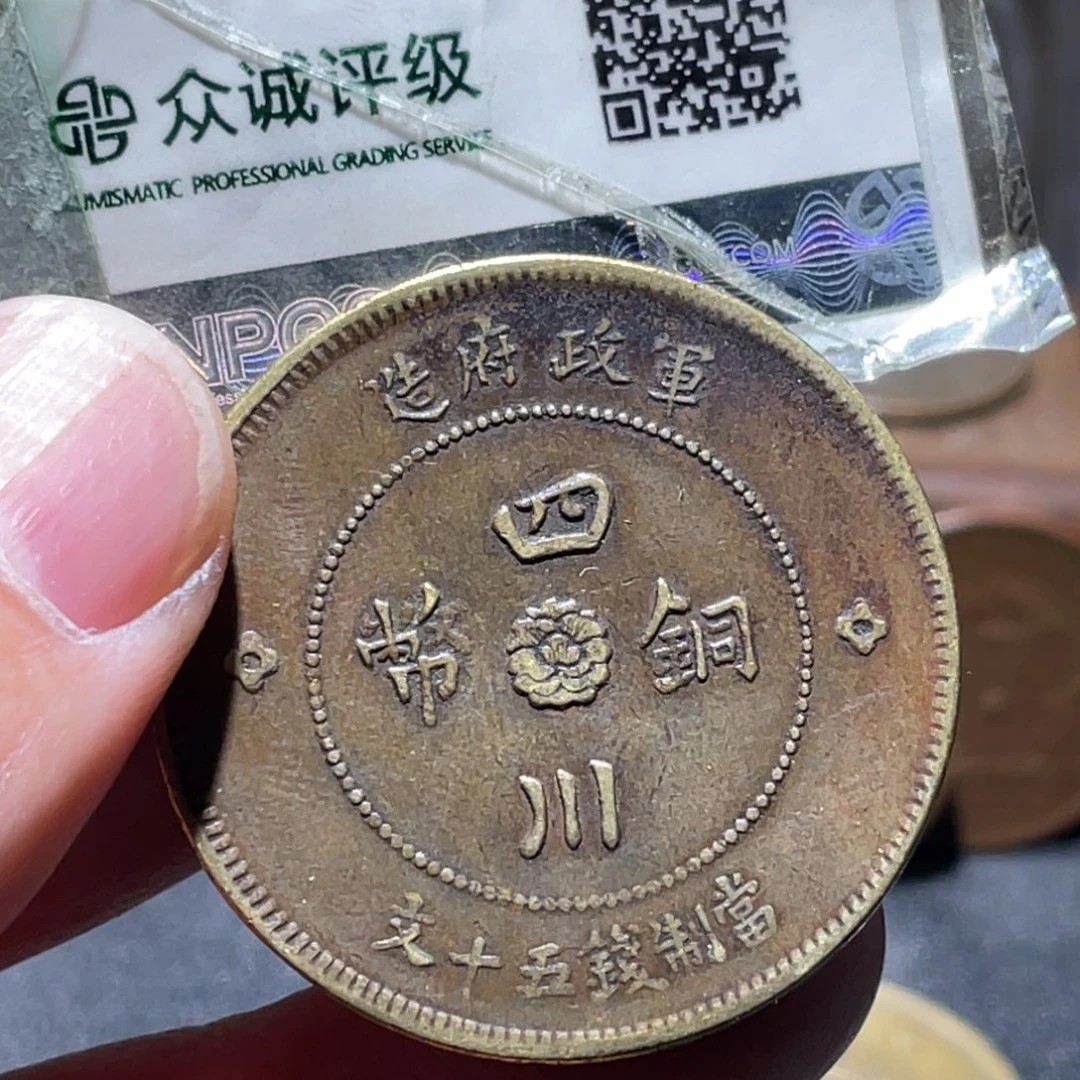 众诚评级
NUMISMATIC PROFESSIONAL GRADING SERVICE
NPG
軍政府造
四川
銅幣
當制錢五十文